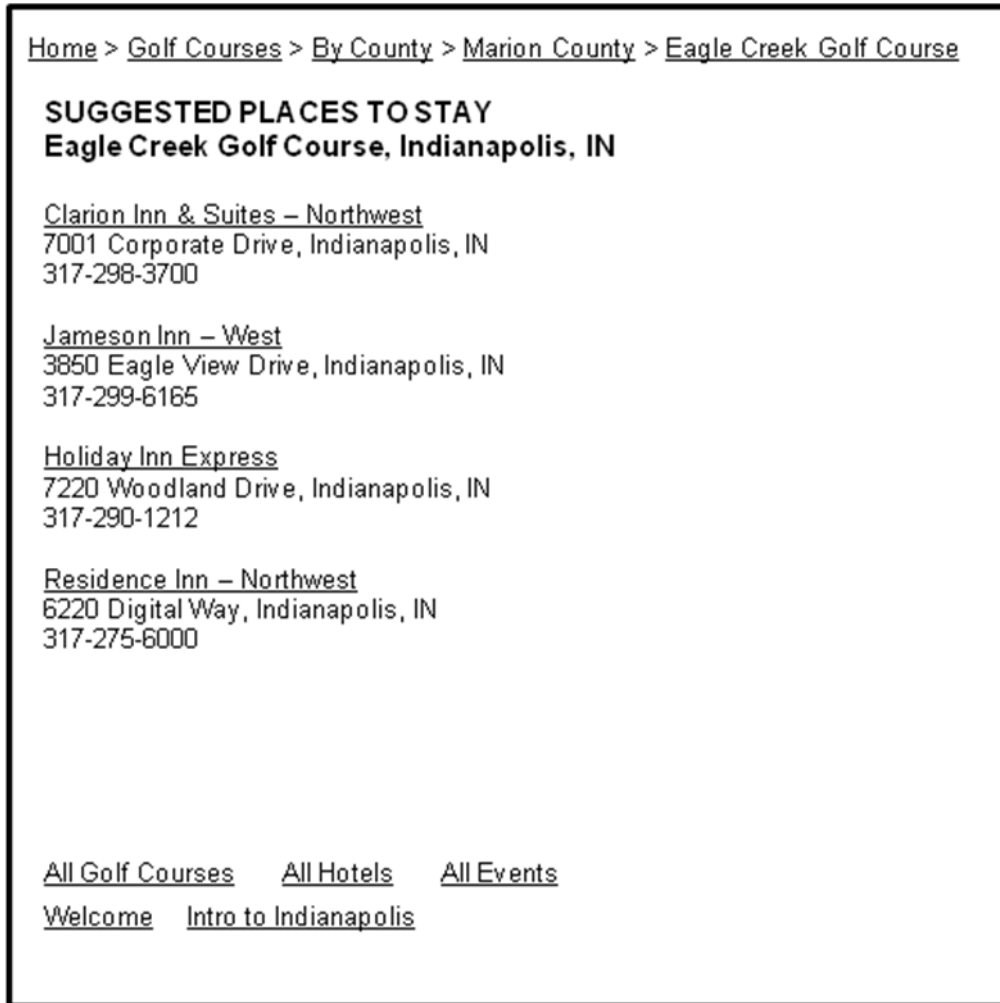 Home > Golf Courses > By County > Marion County > Eagle Creek Golf Course
SUGGESTED PLACES TO STAY
Eagle Creek Golf Course, Indianapolis, IN
Clarion Inn & Suites – Northwest
7001 Corporate Drive, Indianapolis, IN
317-298-3700
Jameson Inn – West
3850 Eagle View Drive, Indianapolis, IN
317-299-6165
Holiday Inn Express
7220 Woodland Drive, Indianapolis, IN
317-290-1212
Residence Inn – Northwest
6220 Digital Way, Indianapolis, IN
317-275-6000
All Golf Courses All Hotels All Events
Welcome Intro to Indianapolis